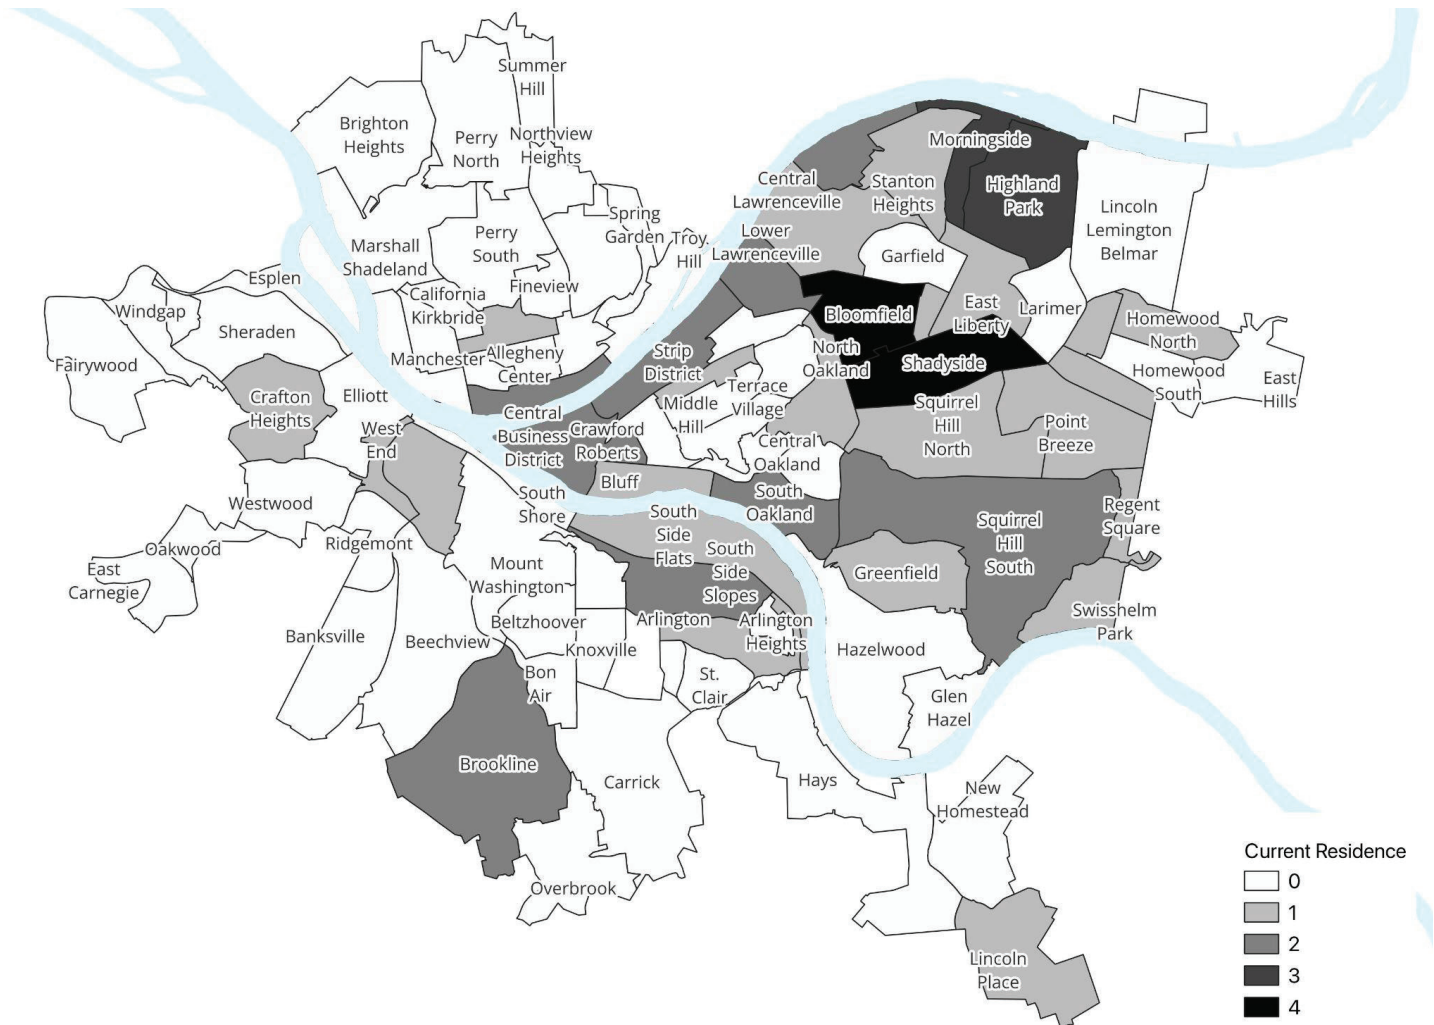 Summer
Hill
Brighton
Heights
Perry
North
Northview
Heights
Morningside
Central
Lawrenceville
Stanton
Heights
Highland
Park
Lincoln
Lemington
Belmar
Spring
Garden
Troy
Hill
Perry
South
Marshall
Shadeland
Lower
Lawrenceville
Garfield
Esplen
Fineview
California
Kirkbride
Windgap
Sheraden
Bloomfield
East
Liberty
Larimer
Homewood
North
Fairywood
Manchester
Allegheny
Center
Strip
District
North
Oakland
Shadyside
Homewood
South
East
Hills
Crafton
Heights
Elliott
Terrace
Village
Middle
Hill
Squirrel
Hill
North
Point
Breeze
West
End
Central
Business
District
Crawford
Roberts
Central
Oakland
Bluff
South
Oakland
Westwood
South
Shore
South
Side
Flats
Regent
Square
Squirrel
Hill
South
Oakwood
Ridgemont
East
Carnegie
Mount
Washington
South
Side
Slopes
Greenfield
Swisshelm
Park
Banksville
Beechview
Beltzhoover
Knoxville
Arlington
Arlington
Heights
Hazelwood
Bon
Air
St.
Clair
Glen
Hazel
Brookline
Carrick
Hays
New
Homestead
Overbrook
Lincoln
Place
Current Residence
0
1
2
3
4